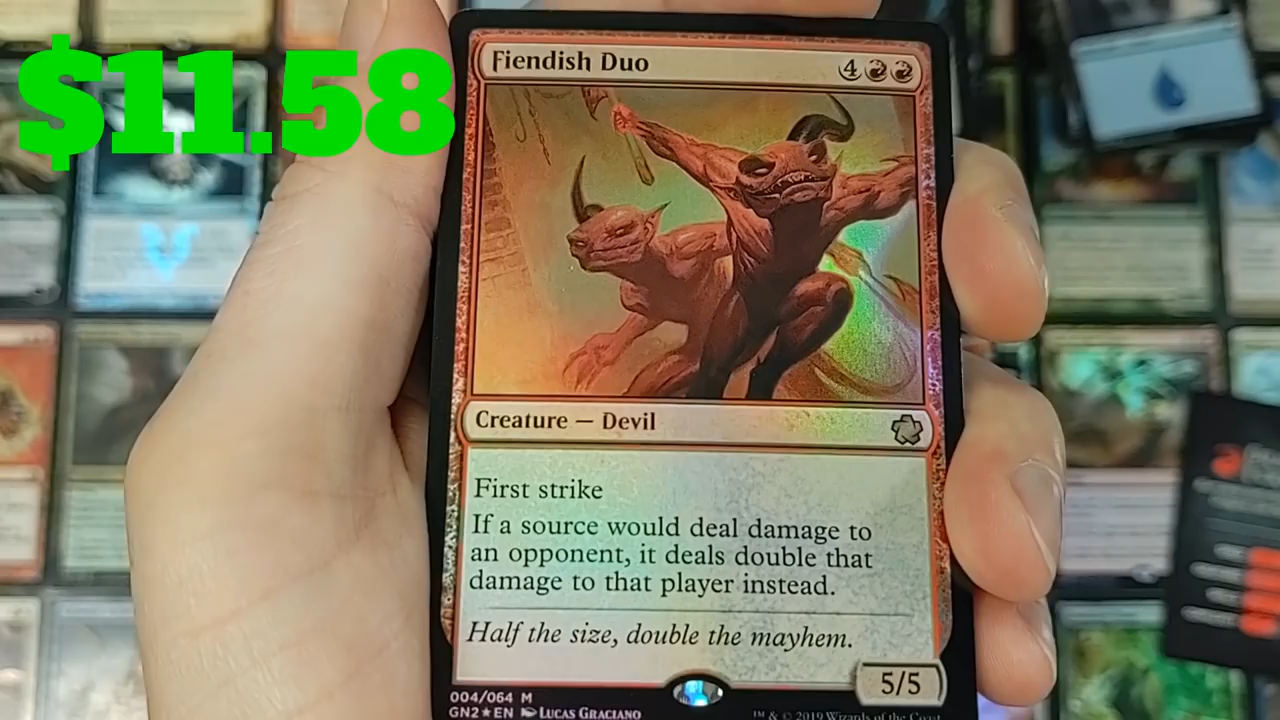 $11.58
Fiendish Duo
4
Creature — Devil
First strike
If a source would deal damage to
an opponent, it deals double that
damage to that player instead.
Half the size, double the mayhem.
5/5
004/064 M
GN2★EN LUCAS GRACIANO
™ & © 2019 Wizards of the Coast